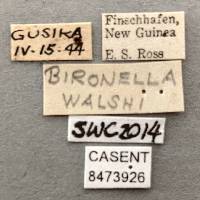 GUSIKA
IV-15-44
Finschhafen,
New Guinea
E. S. Ross
BIRONELLA
WALSHI
SWC2014
CASENT
8473926